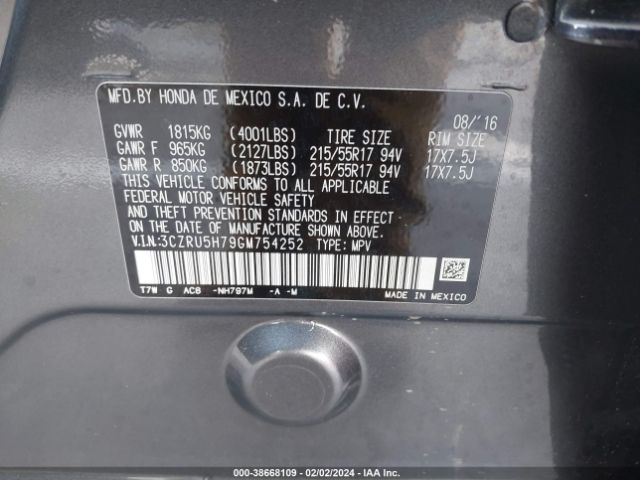 MFD.BY HONDA DE MEXICO S.A. DE C.V.
08/'16
GVWR 1815KG (4001LBS) TIRE SIZE RIM SIZE
GAWR F 965KG (2127LBS) 215/55R17 94V 17X7.5J
GAWR R 850KG (1873LBS) 215/55R17 94V 17X7.5J
THIS VEHICLE CONFORMS TO ALL APPLICABLE
FEDERAL MOTOR VEHICLE SAFETY
AND THEFT PREVENTION STANDARDS IN EFFECT
ON THE DATE OF MANUFACTURE SHOWN ABOVE.
V.I.N.:3CZRU5H79GM754252 TYPE: MPV
T7W G AC8 -NH797M -A -M
MADE IN MEXICO
000-38668109 - 02/02/2024 - IAA Inc.